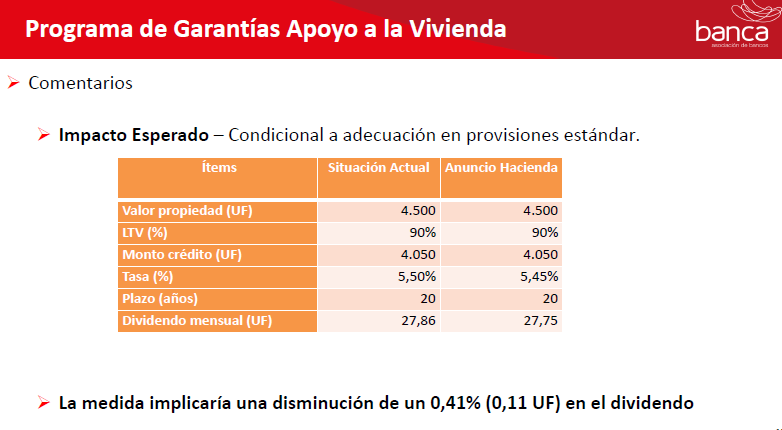 Programa de Garantías Apoyo a la Vivienda
banca
asociación de bancos
Comentarios
Impacto Esperado – Condicional a adecuación en provisiones estándar.
Ítems Situación Actual Anuncio Hacienda
Valor propiedad (UF) 4.500 4.500
LTV (%) 90% 90%
Monto crédito (UF) 4.050 4.050
Tasa (%) 5,50% 5,45%
Plazo (años) 20 20
Dividendo mensual (UF) 27,86 27,75
La medida implicaría una disminución de un 0,41% (0,11 UF) en el dividendo